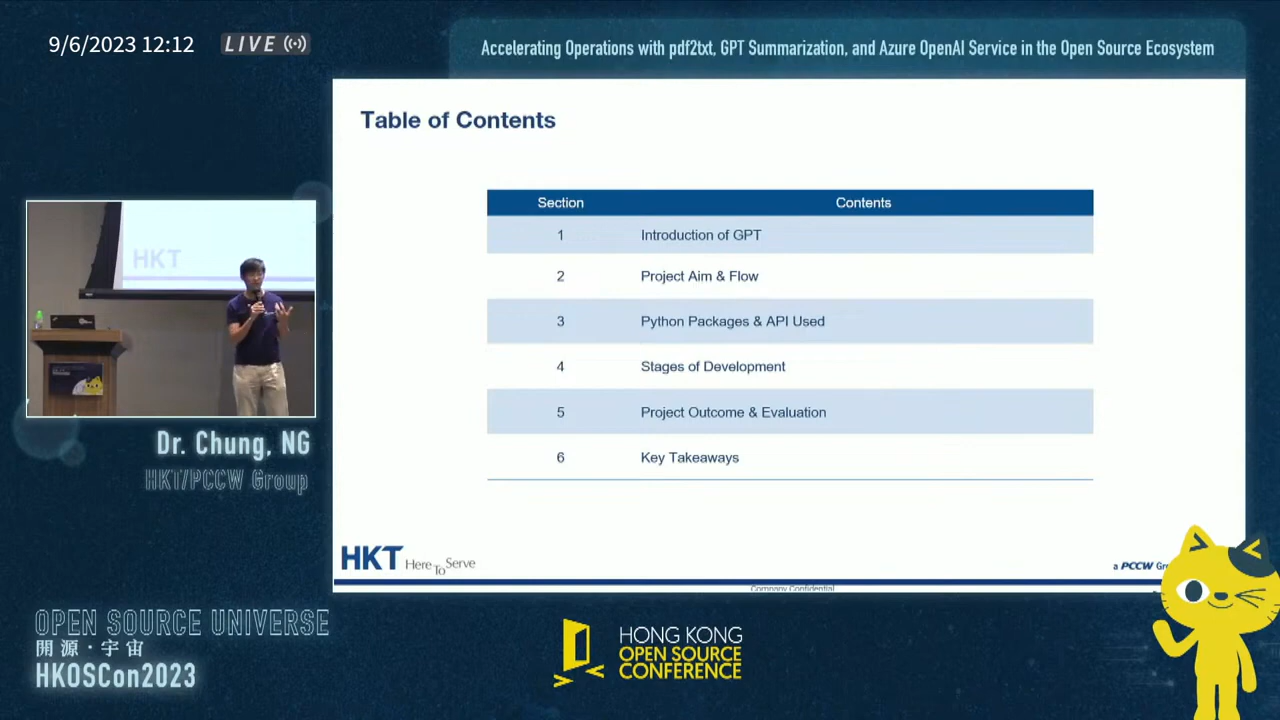 9/6/2023 12:12
LIVE
Accelerating Operations with pdf2txt, GPT Summarization, and Azure OpenAI Service in the Open Source Ecosystem
Table of Contents
Section Contents
1 Introduction of GPT
2 Project Aim & Flow
3 Python Packages & API Used
4 Stages of Development
5 Project Outcome & Evaluation
6 Key Takeaways
HKT Here To Serve
a PCCW
Company Confidential
HKT
Dr. Chung, NG
HKT/PCCW Group
OPEN SOURCE UNIVERSE
開源·宇宙
HKOSCon2023
HONG KONG
OPEN SOURCE
CONFERENCE